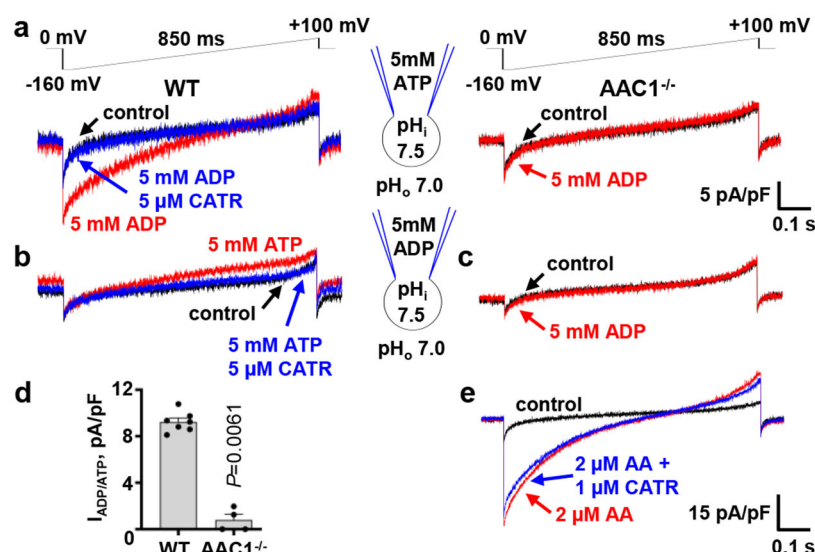 a
0 mV
850 ms
+100 mV
-160 mV
WT
control
5 mM ADP
5 µM CATR
5 mM ADP
5mM
ATP
pHi
7.5
pHo 7.0
0 mV
850 ms
+100 mV
-160 mV
AAC1-/-
control
5 mM ADP
5 pA/pF
0.1 s
b
5 mM ATP
control
5 mM ATP
5 µM CATR
5mM
ADP
pHi
7.5
pHo 7.0
c
control
5 mM ADP
d
IADP/ATP, pA/pF
12
8
4
0
P=0.0061
WT AAC1-/-
e
control
2 µM AA +
1 µM CATR
2 µM AA
15 pA/pF
0.1 s